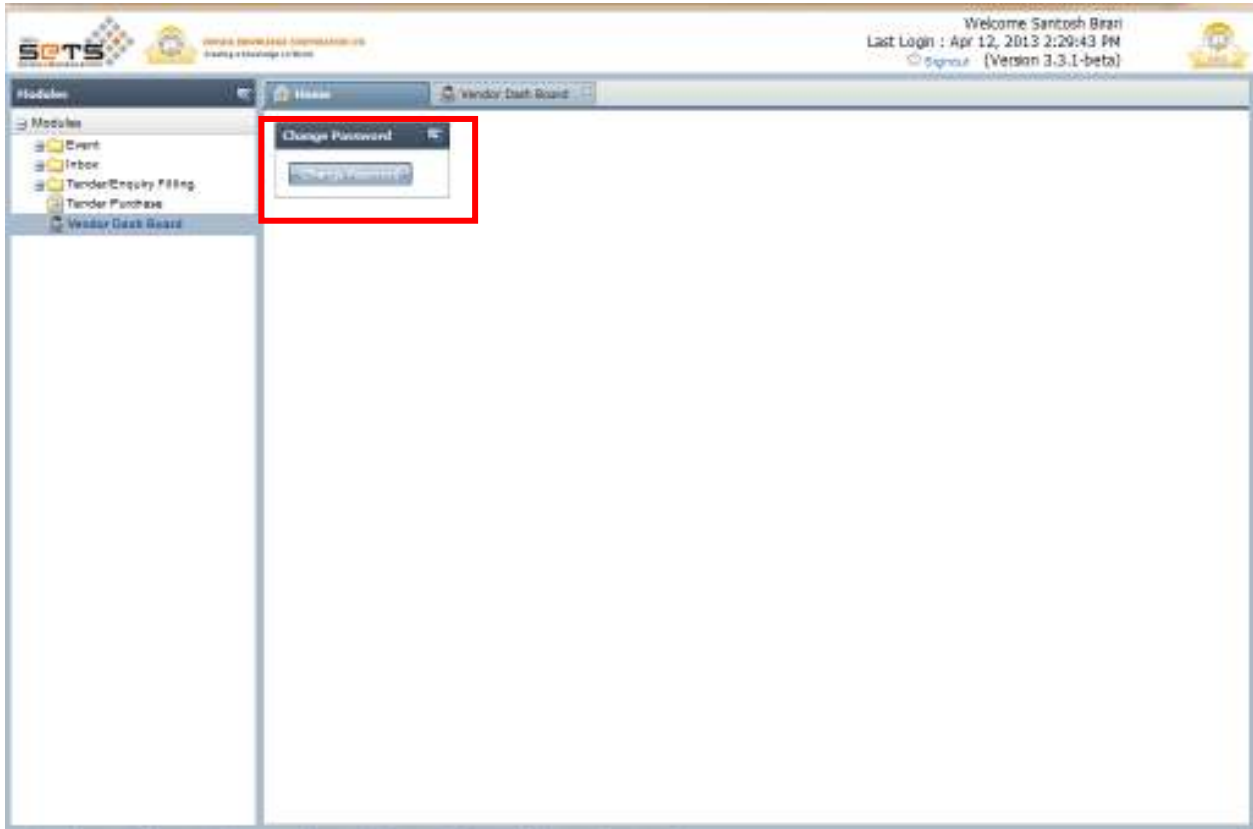 SETS
Welcome Santosh Birari
Last Login : Apr 12, 2013 2:29:43 PM
Signout (Version 3.3.1-beta)
Modules
Home
Vendor Dash Board
Modules
Event
Inbox
Tender/Enquiry Filling
Tender Purchase
Vendor Dash Board
Change Password
Change Password